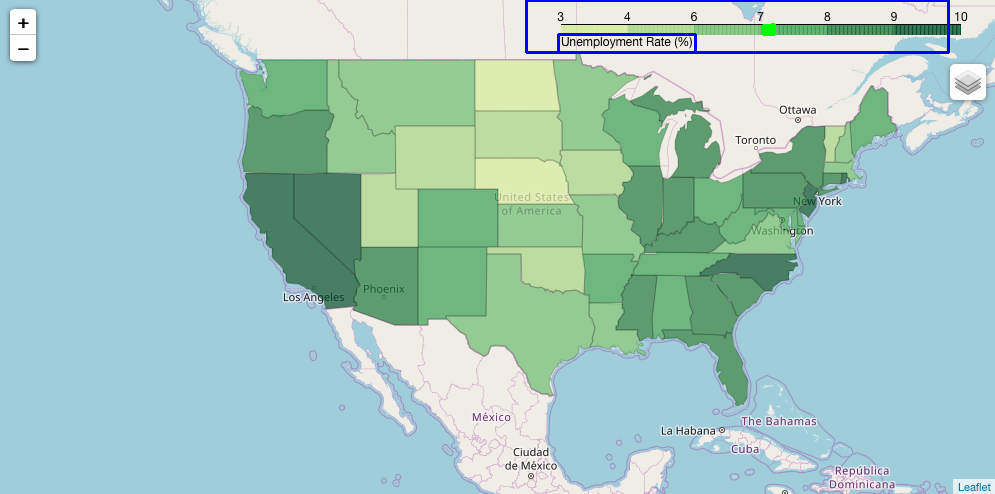 +
−
3 4 6 7 8 9 10
Unemployment Rate (%)
Ottawa
Toronto
United States
of America
New York
Washington
Los Angeles
Phoenix
México
Ciudad
de México
La Habana
The Bahamas
Cuba
República
Dominicana
Leaflet